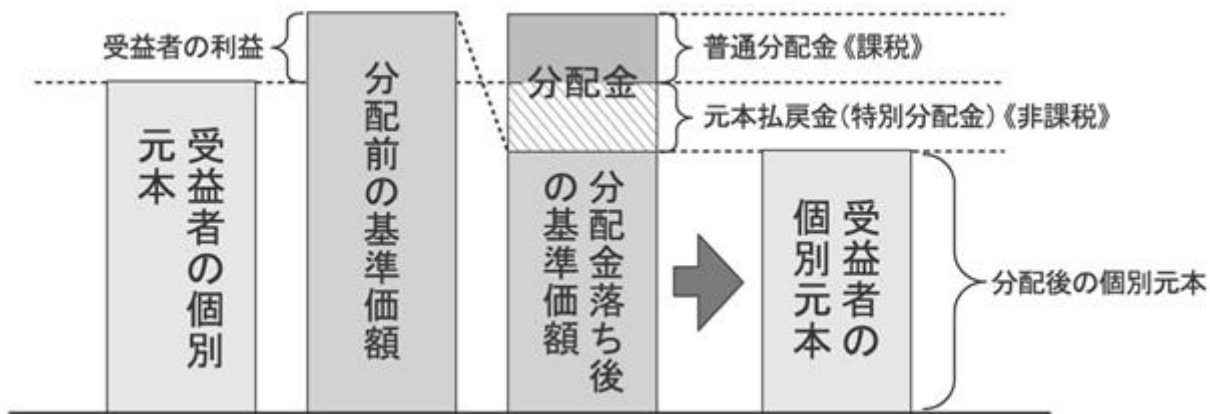 受益者の利益
受益者の個別
元本
分配前の基準価額
分配金
分配金落ち後
の基準価額
普通分配金《課税》
元本払戻金(特別分配金)《非課税》
受益者の
個別元本
分配後の個別元本